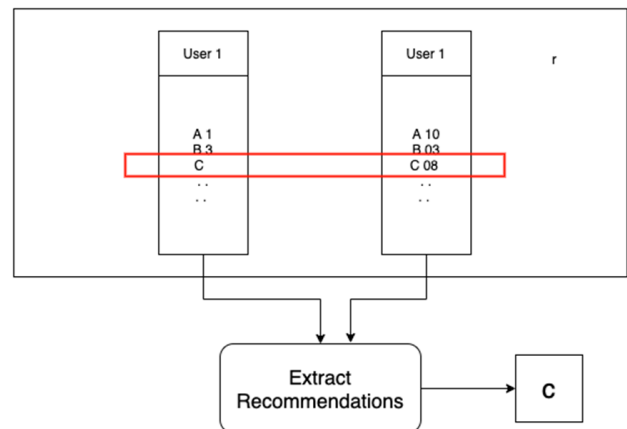 User 1
User 1
r
A 1
A 10
B 3
B 03
C
C 08
. .
. .
. .
. .
Extract
Recommendations
C